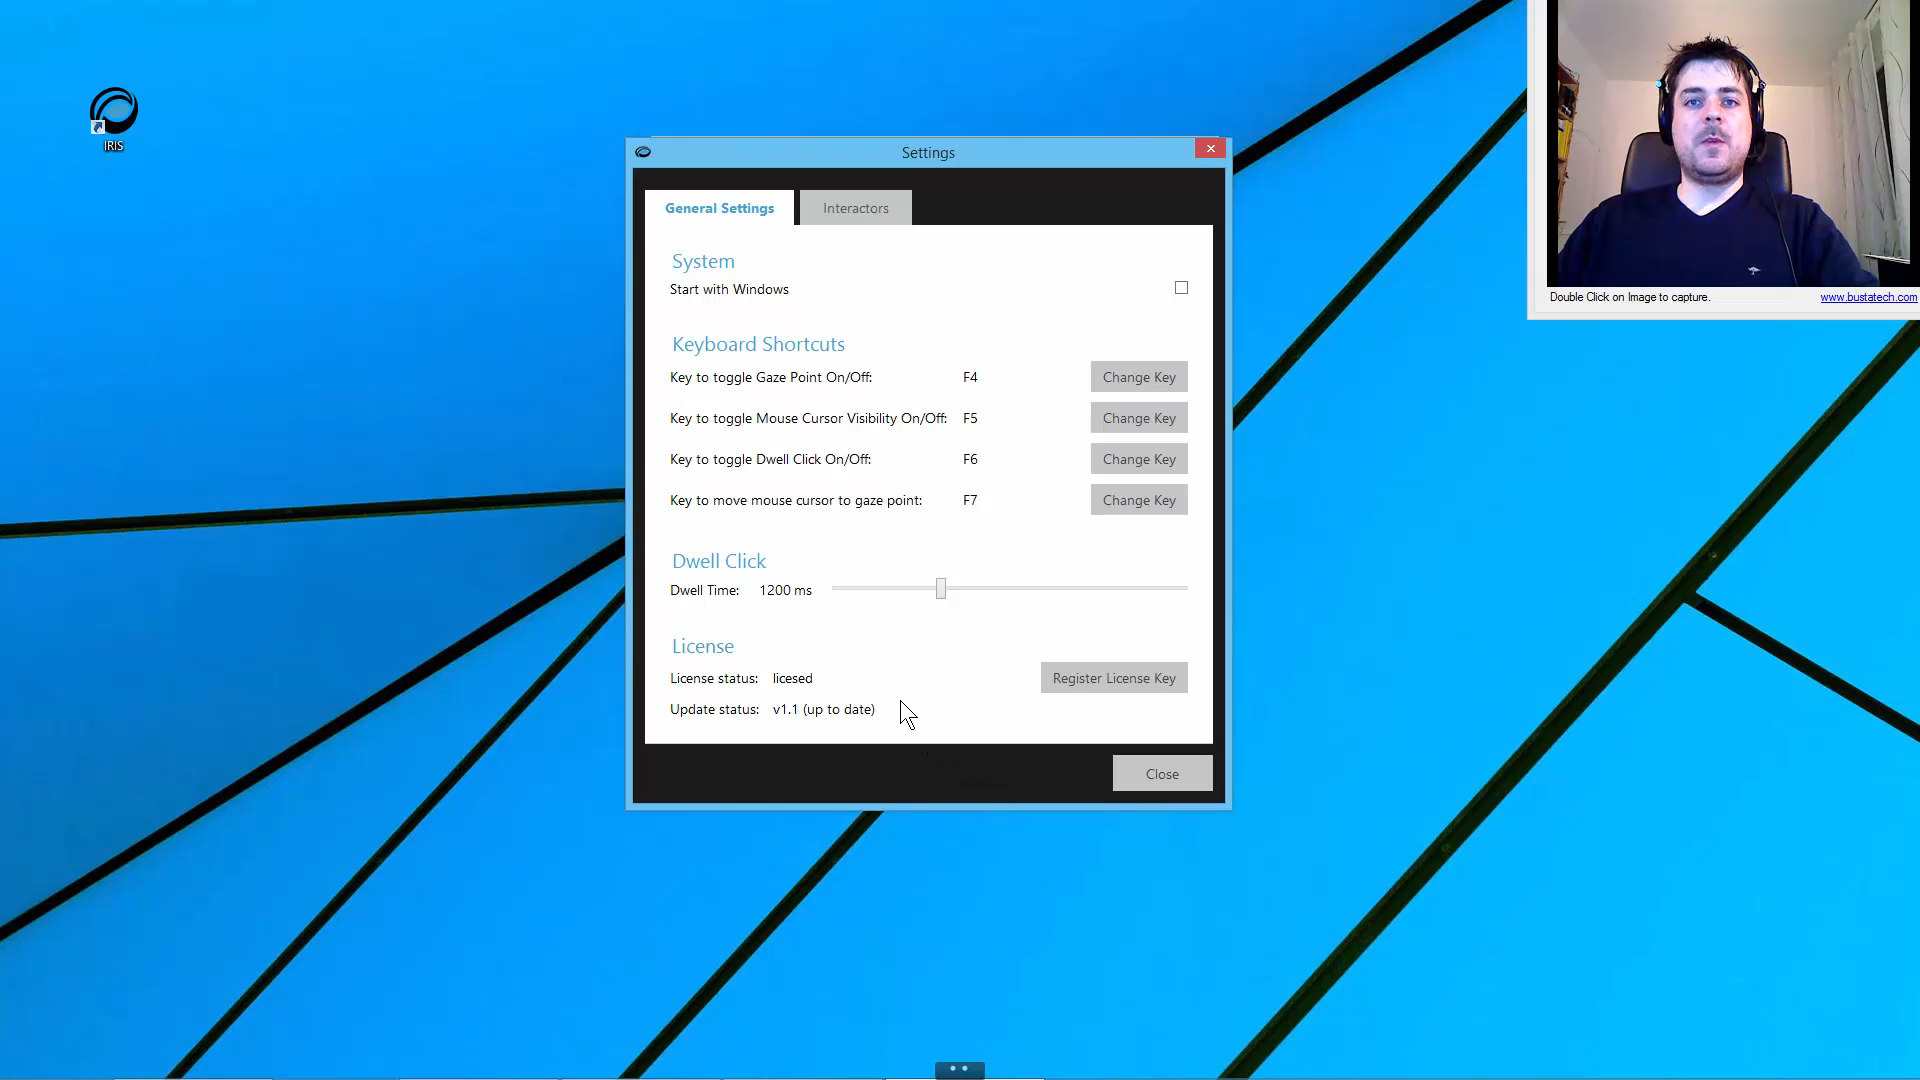 IRIS
Settings
General Settings
Interactors
System
Start with Windows
Keyboard Shortcuts
Key to toggle Gaze Point On/Off: F4 Change Key
Key to toggle Mouse Cursor Visibility On/Off: F5 Change Key
Key to toggle Dwell Click On/Off: F6 Change Key
Key to move mouse cursor to gaze point: F7 Change Key
Dwell Click
Dwell Time: 1200 ms
License
License status: licesed Register License Key
Update status: v1.1 (up to date)
Close
Double Click on Image to capture. www.bustatech.com